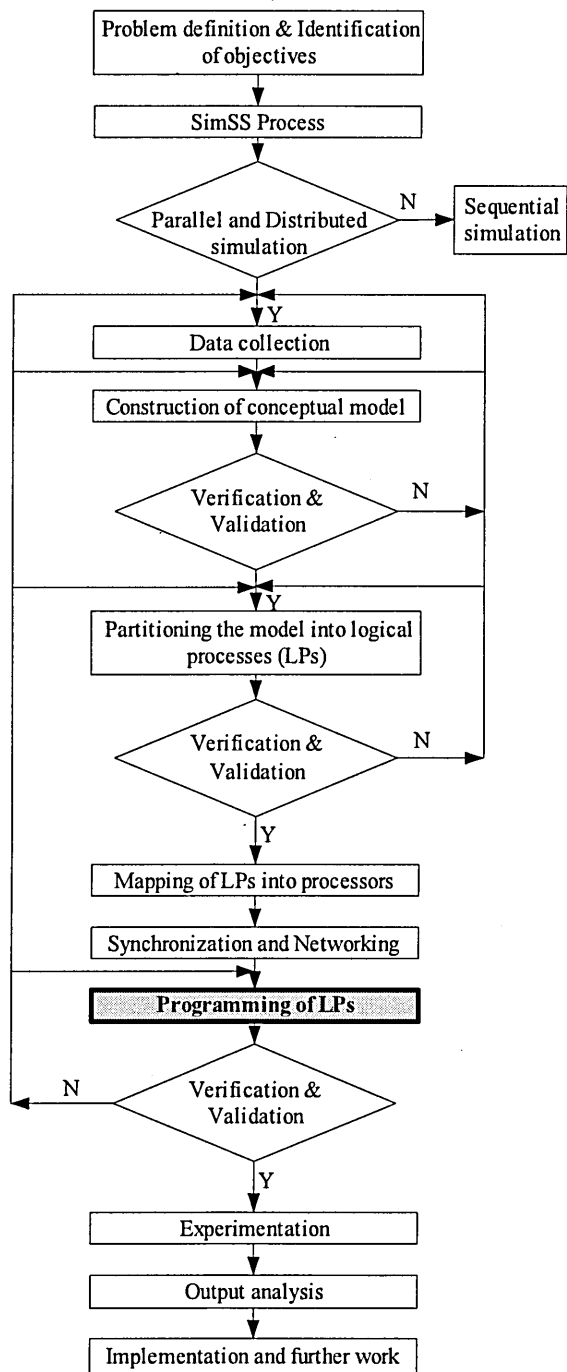 Problem definition & Identification
of objectives
SimSS Process
Parallel and Distributed
simulation
N
Sequential
simulation
Y
Data collection
Construction of conceptual model
Verification &
Validation
N
Y
Partitioning the model into logical
processes (LPs)
Verification &
Validation
N
Y
Mapping of LPs into processors
Synchronization and Networking
Programming of LPs
Verification &
Validation
N
Y
Experimentation
Output analysis
Implementation and further work